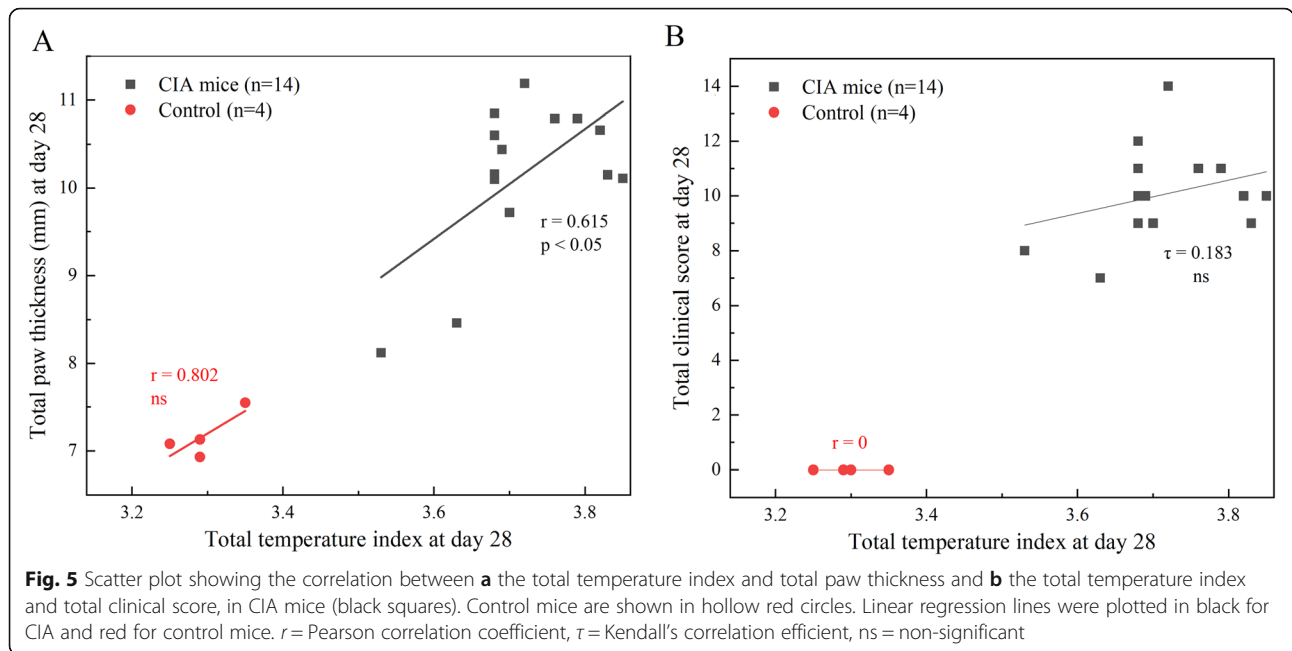 A
CIA mice (n=14)
Control (n=4)
Total paw thickness (mm) at day 28
11
10
9
8
7
r = 0.615
p < 0.05
r = 0.802
ns
3.2 3.4 3.6 3.8
Total temperature index at day 28
B
CIA mice (n=14)
Control (n=4)
Total clinical score at day 28
14
12
10
8
6
4
2
0
τ = 0.183
ns
r = 0
3.2 3.4 3.6 3.8
Total temperature index at day 28
Fig. 5 Scatter plot showing the correlation between a the total temperature index and total paw thickness and b the total temperature index
and total clinical score, in CIA mice (black squares). Control mice are shown in hollow red circles. Linear regression lines were plotted in black for
CIA and red for control mice. r = Pearson correlation coefficient, τ = Kendall's correlation efficient, ns = non-significant